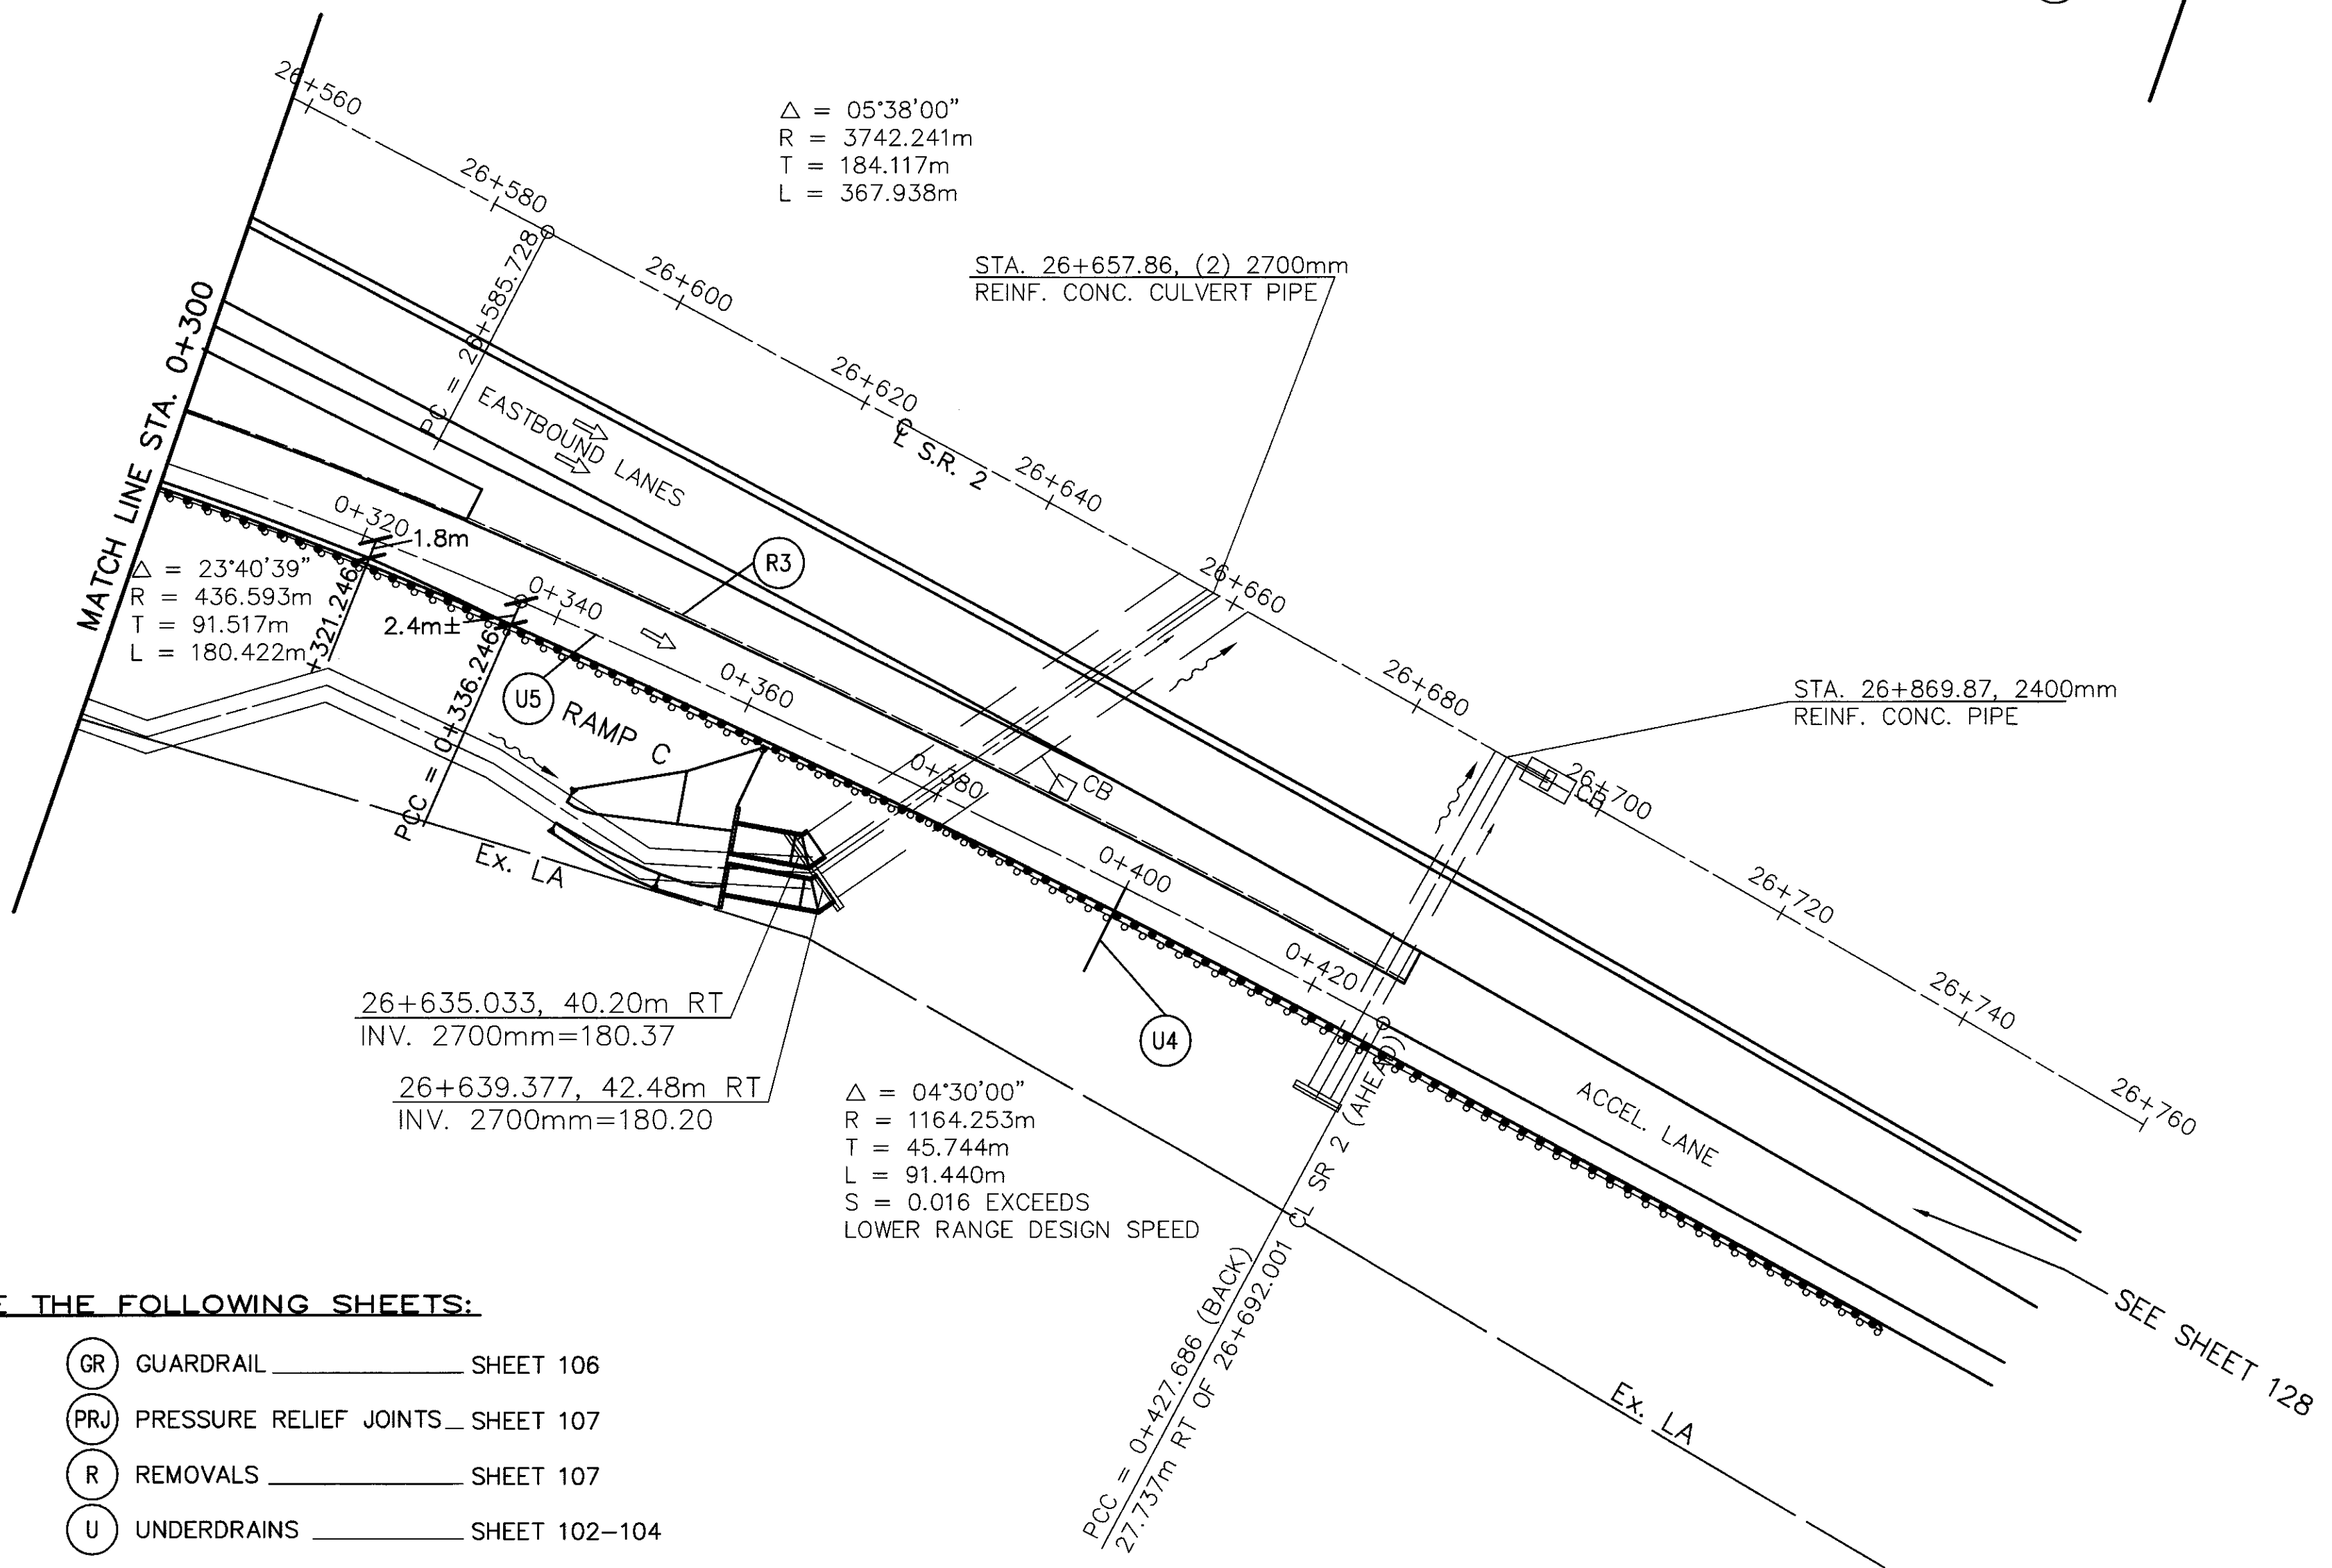 26+560
26+580
26+600
26+620
26+640
26+660
26+680
26+700
26+720
26+740
26+760
℄ S.R. 2
△ = 05°38'00"
R = 3742.241m
T = 184.117m
L = 367.938m
STA. 26+657.86, (2) 2700mm
REINF. CONC. CULVERT PIPE
PC = 26+585.728
EASTBOUND LANES
MATCH LINE STA. 0+300
0+320
0+340
0+360
0+380
0+400
0+420
1.8m
2.4m±
R3
△ = 23°40'39"
R = 436.593m
T = 91.517m
L = 180.422m
+321.246
PCC = 0+336.246
U5
RAMP C
Ex. LA
CB
CB
STA. 26+869.87, 2400mm
REINF. CONC. PIPE
26+635.033, 40.20m RT
INV. 2700mm=180.37
26+639.377, 42.48m RT
INV. 2700mm=180.20
U4
△ = 04°30'00"
R = 1164.253m
T = 45.744m
L = 91.440m
S = 0.016 EXCEEDS
LOWER RANGE DESIGN SPEED
ACCEL. LANE
PCC = 0+427.686 (BACK)
27.737m RT OF 26+692.001 CL SR 2 (AHEAD)
Ex. LA
SEE SHEET 128
THE FOLLOWING SHEETS:
GR GUARDRAIL SHEET 106
PRJ PRESSURE RELIEF JOINTS SHEET 107
R REMOVALS SHEET 107
U UNDERDRAINS SHEET 102-104